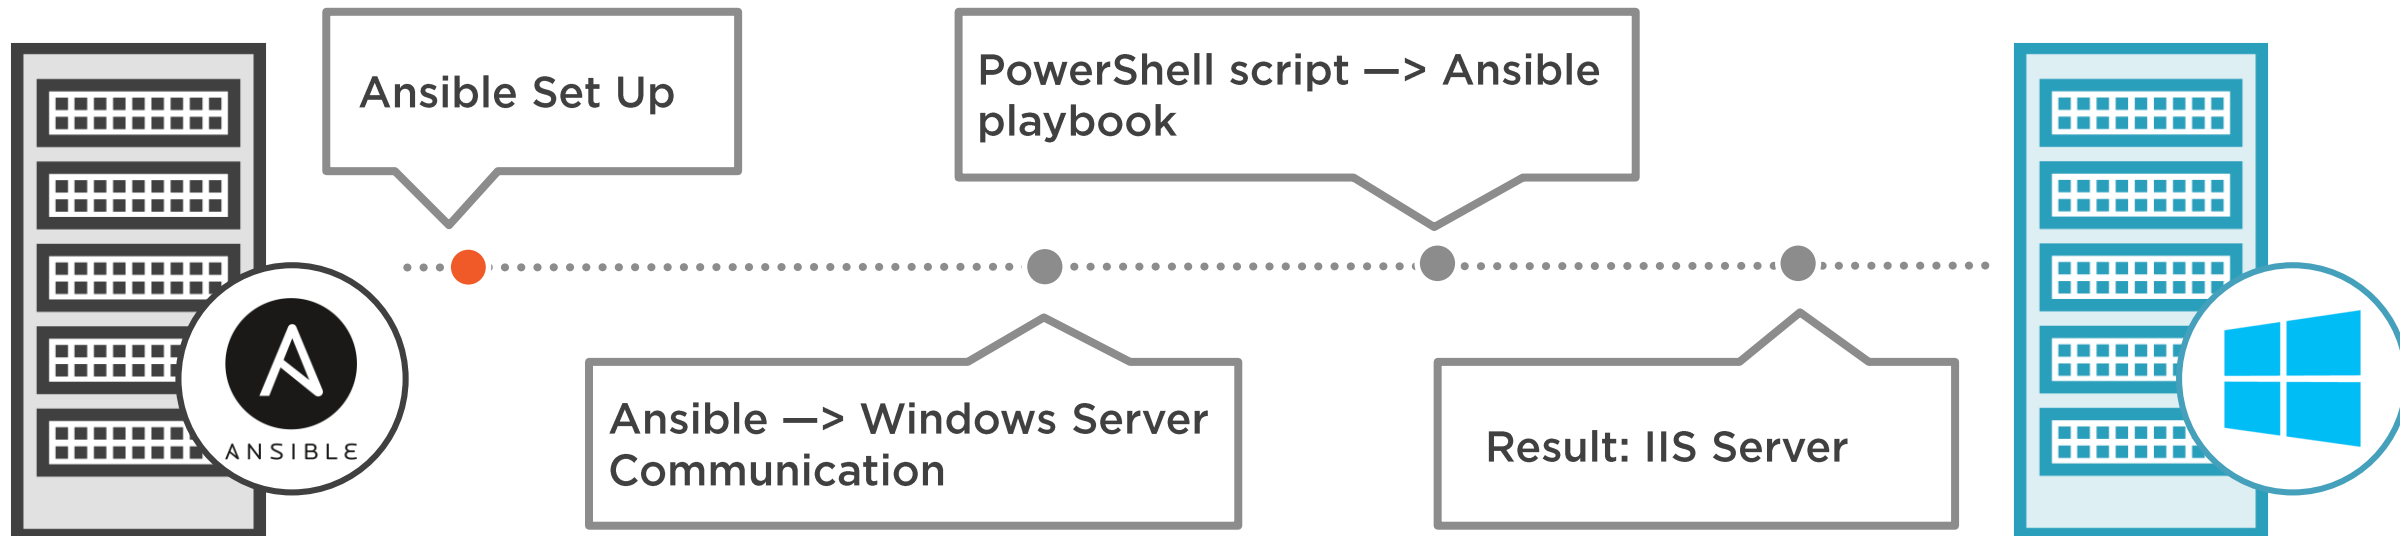 Ansible Set Up
PowerShell script —> Ansible
playbook
ANSIBLE
Ansible —> Windows Server
Communication
Result: IIS Server